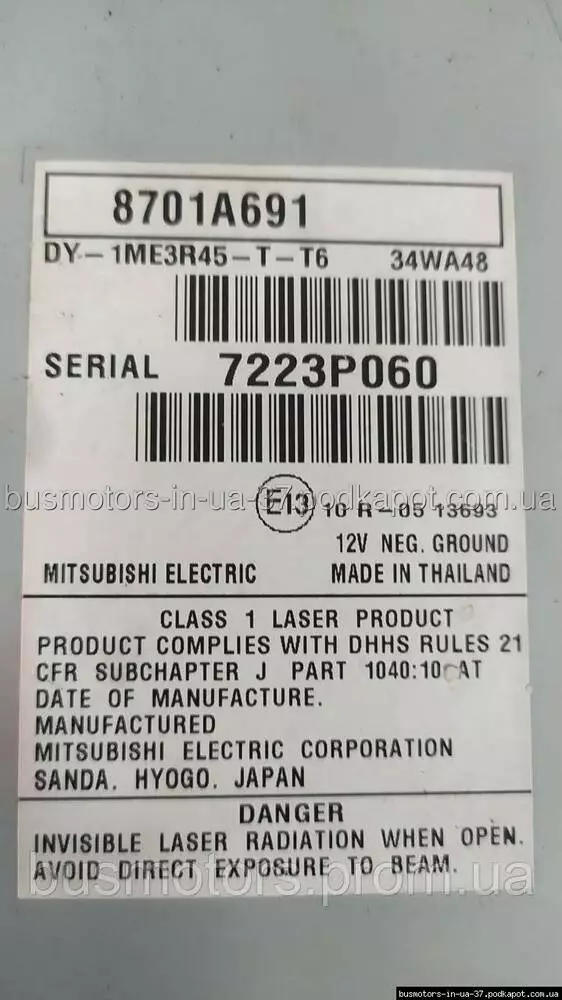 8701A691
DY-1ME3R45-T-T6 34WA48
SERIAL 7223P060
busmotors-in-ua-37.podkapot.com.ua
E13 10 R-05 13693
12V NEG. GROUND
MITSUBISHI ELECTRIC MADE IN THAILAND
CLASS 1 LASER PRODUCT
PRODUCT COMPLIES WITH DHHS RULES 21
CFR SUBCHAPTER J PART 1040:10 AT
DATE OF MANUFACTURE.
MANUFACTURED
MITSUBISHI ELECTRIC CORPORATION
SANDA. HYOGO. JAPAN
DANGER
INVISIBLE LASER RADIATION WHEN OPEN.
AVOID DIRECT EXPOSURE TO BEAM.
busmotors.prom.ua
busmotors-in-ua-37.podkapot.com.ua